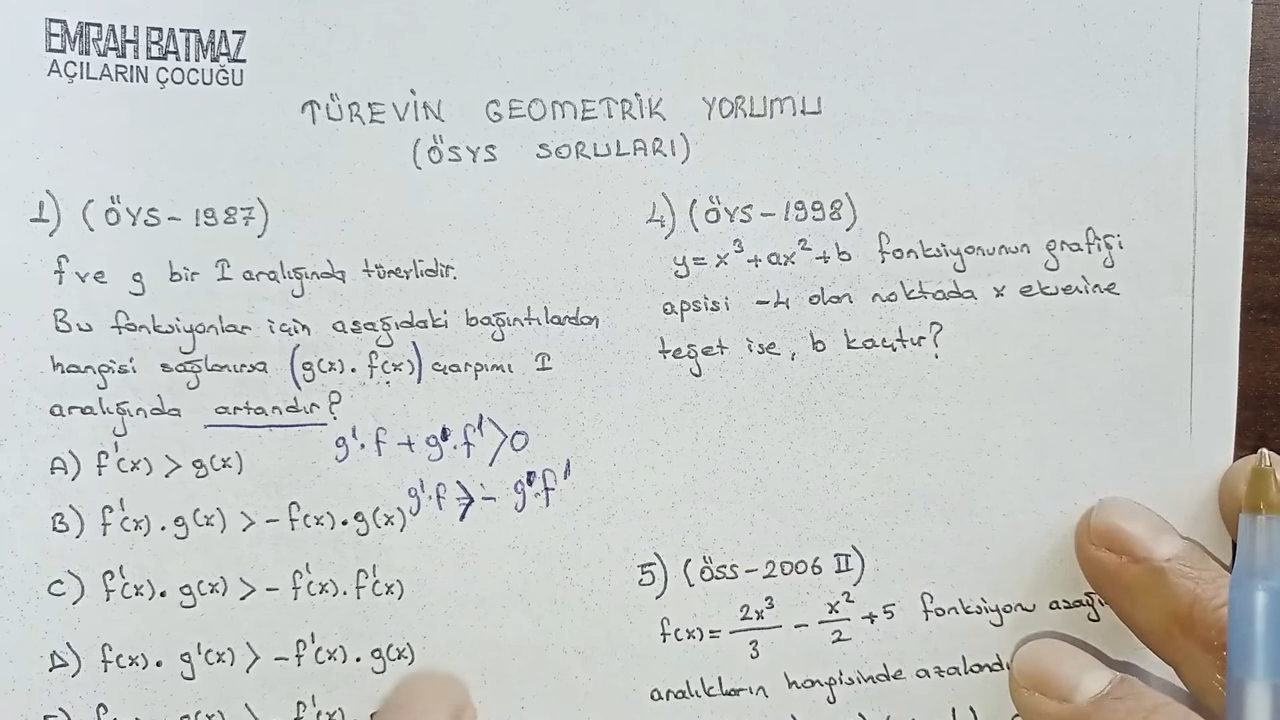 EMRAH BATMAZ
AÇILARIN ÇOCUĞU
TÜREVİN GEOMETRİK YORUMU
(ÖSYS SORULARI)
1) (ÖYS - 1987)
f ve g bir I aralığında türevlidir.
Bu fonksiyonlar için aşağıdaki bağıntılardan
hangisi sağlanırsa (g(x). f(x)) çarpımı I
aralığında artandır?
g'.f + g.f' > 0
g'.f > - g.f'
A) f'(x) > g(x)
B) f'(x). g(x) > - f(x). g(x)
C) f'(x). g(x) > - f'(x). f'(x)
D) f(x). g'(x) > - f'(x). g(x)
4) (ÖYS - 1998)
y = x³ + ax² + b fonksiyonunun grafiği
apsisi -4 olan noktada x eksenine
teğet ise, b kaçtır?
5) (ÖSS - 2006 II)
f(x) = 2x³/3 - x²/2 + 5 fonksiyonu
aralıkların hangisinde